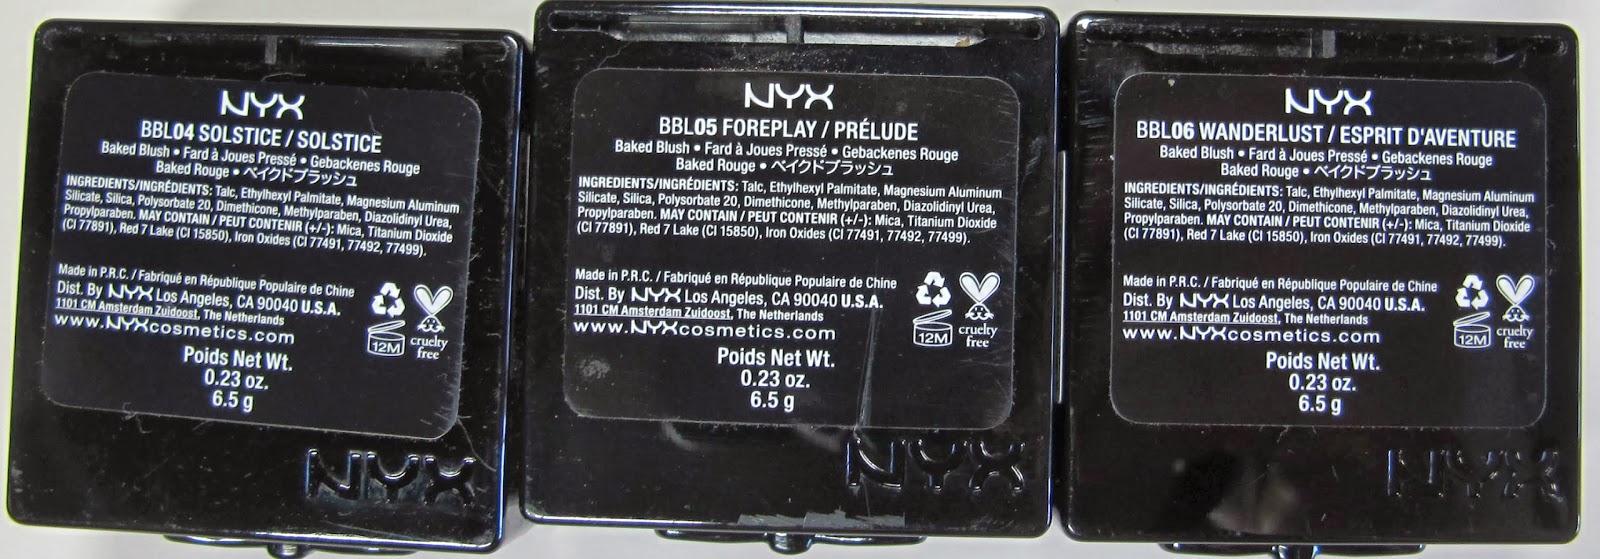 NYX
BBL04 SOLSTICE / SOLSTICE
Baked Blush • Fard à Joues Pressé • Gebackenes Rouge
Baked Rouge • ベイクドブラッシュ
INGREDIENTS/INGRÉDIENTS: Talc, Ethylhexyl Palmitate, Magnesium Aluminum
Silicate, Silica, Polysorbate 20, Dimethicone, Methylparaben, Diazolidinyl Urea,
Propylparaben. MAY CONTAIN / PEUT CONTENIR (+/-): Mica, Titanium Dioxide
(CI 77891), Red 7 Lake (CI 15850), Iron Oxides (CI 77491, 77492, 77499).
Made in P.R.C. / Fabriqué en République Populaire de Chine
Dist. By NYX Los Angeles, CA 90040 U.S.A.
1101 CM Amsterdam Zuidoost, The Netherlands
www.NYXcosmetics.com
12M
cruelty
free
Poids Net Wt.
0.23 oz.
6.5 g
NYX
NYX
BBL05 FOREPLAY / PRÉLUDE
Baked Blush • Fard à Joues Pressé • Gebackenes Rouge
Baked Rouge • ベイクドブラッシュ
INGREDIENTS/INGRÉDIENTS: Talc, Ethylhexyl Palmitate, Magnesium Aluminum
Silicate, Silica, Polysorbate 20, Dimethicone, Methylparaben, Diazolidinyl Urea,
Propylparaben. MAY CONTAIN / PEUT CONTENIR (+/-): Mica, Titanium Dioxide
(CI 77891), Red 7 Lake (CI 15850), Iron Oxides (CI 77491, 77492, 77499).
Made in P.R.C. / Fabriqué en République Populaire de Chine
Dist. By NYX Los Angeles, CA 90040 U.S.A.
1101 CM Amsterdam Zuidoost, The Netherlands
www.NYXcosmetics.com
12M
cruelty
free
Poids Net Wt.
0.23 oz.
6.5 g
NYX
NYX
BBL06 WANDERLUST / ESPRIT D'AVENTURE
Baked Blush • Fard à Joues Pressé • Gebackenes Rouge
Baked Rouge • ベイクドブラッシュ
INGREDIENTS/INGRÉDIENTS: Talc, Ethylhexyl Palmitate, Magnesium Aluminum
Silicate, Silica, Polysorbate 20, Dimethicone, Methylparaben, Diazolidinyl Urea,
Propylparaben. MAY CONTAIN / PEUT CONTENIR (+/-): Mica, Titanium Dioxide
(CI 77891), Red 7 Lake (CI 15850), Iron Oxides (CI 77491, 77492, 77499).
Made in P.R.C. / Fabriqué en République Populaire de Chine
Dist. By NYX Los Angeles, CA 90040 U.S.A.
1101 CM Amsterdam Zuidoost, The Netherlands
www.NYXcosmetics.com
12M
cruelty
free
Poids Net Wt.
0.23 oz.
6.5 g
NYX